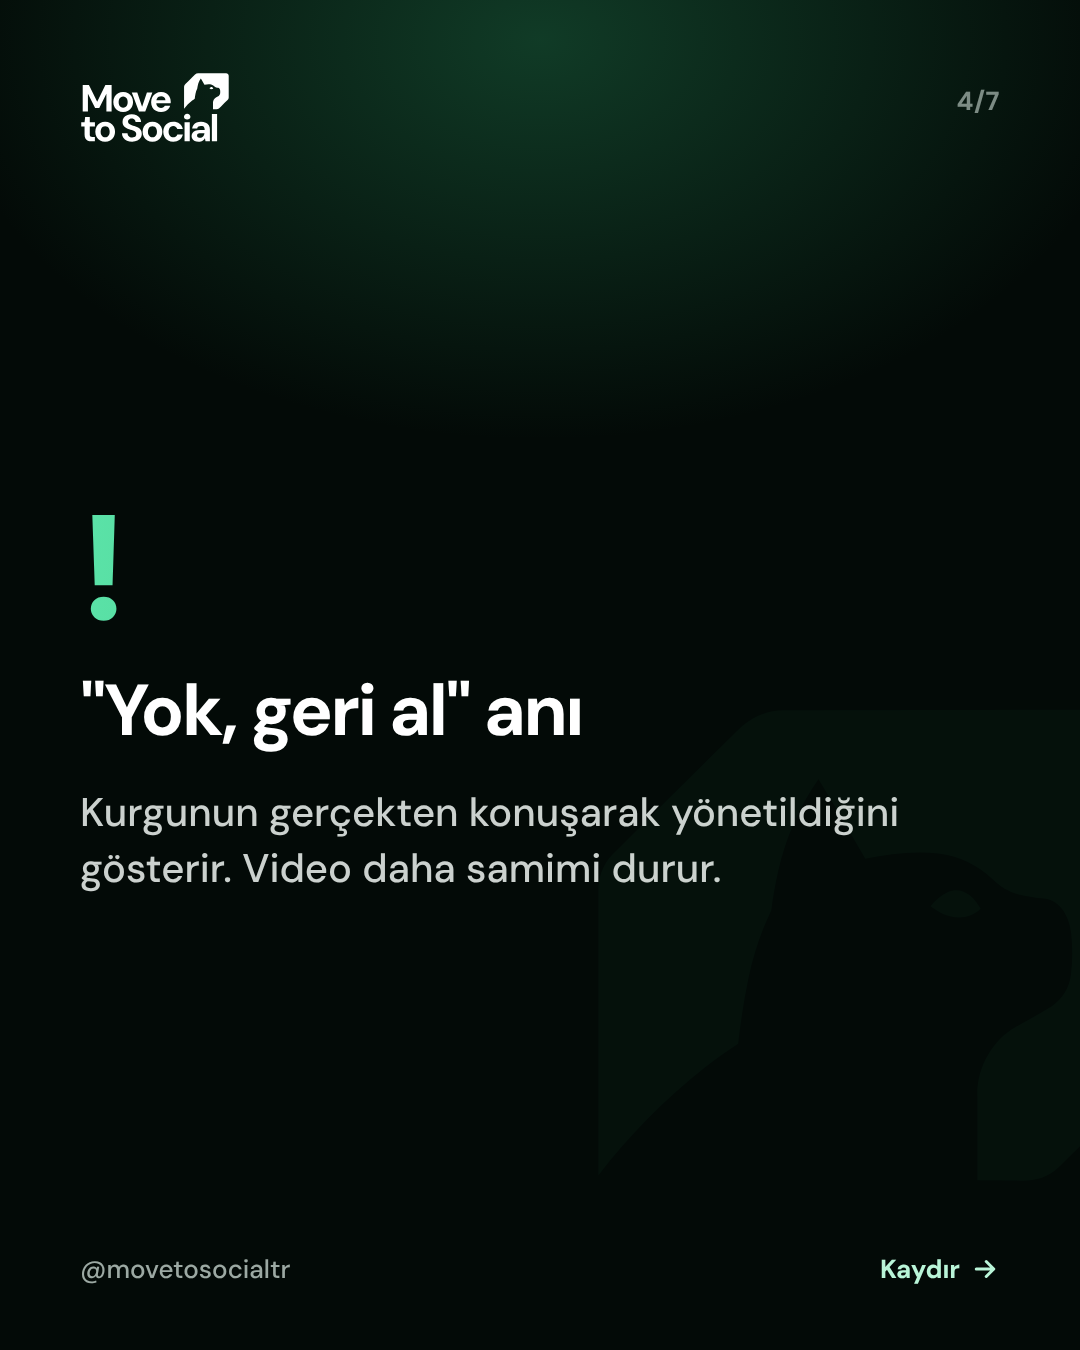 Move
to Social
4/7
!
"Yok, geri al" anı
Kurgunun gerçekten konuşarak yönetildiğini
gösterir. Video daha samimi durur.
@movetosocialtr
Kaydır →